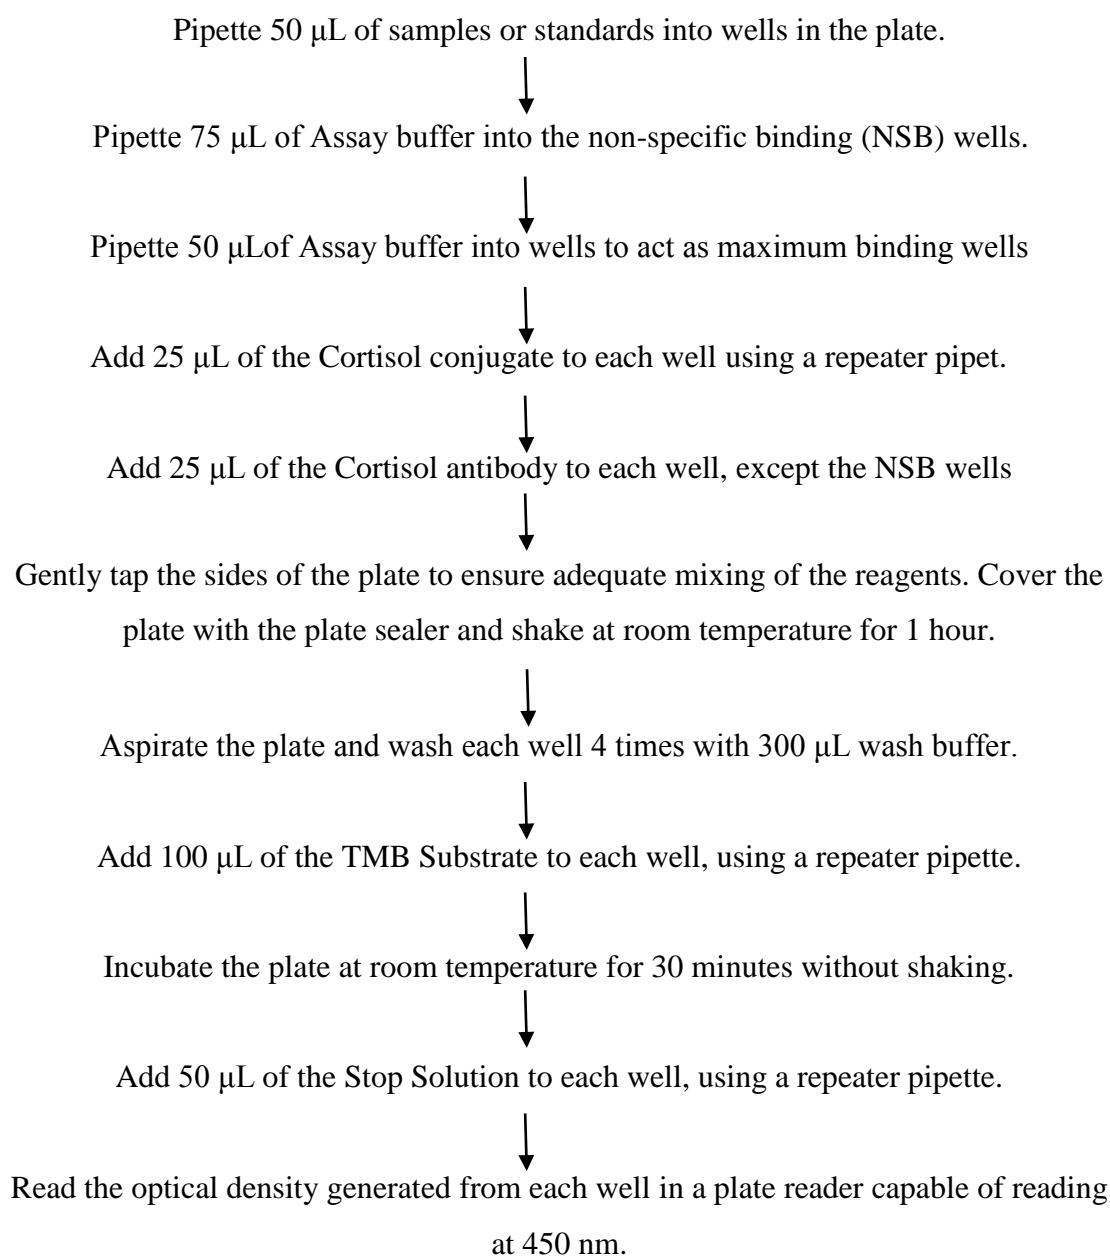 Pipette 50 μL of samples or standards into wells in the plate.
Pipette 75 μL of Assay buffer into the non-specific binding (NSB) wells.
Pipette 50 μLof Assay buffer into wells to act as maximum binding wells
Add 25 μL of the Cortisol conjugate to each well using a repeater pipet.
Add 25 μL of the Cortisol antibody to each well, except the NSB wells
Gently tap the sides of the plate to ensure adequate mixing of the reagents. Cover the
plate with the plate sealer and shake at room temperature for 1 hour.
Aspirate the plate and wash each well 4 times with 300 μL wash buffer.
Add 100 μL of the TMB Substrate to each well, using a repeater pipette.
Incubate the plate at room temperature for 30 minutes without shaking.
Add 50 μL of the Stop Solution to each well, using a repeater pipette.
Read the optical density generated from each well in a plate reader capable of reading
at 450 nm.